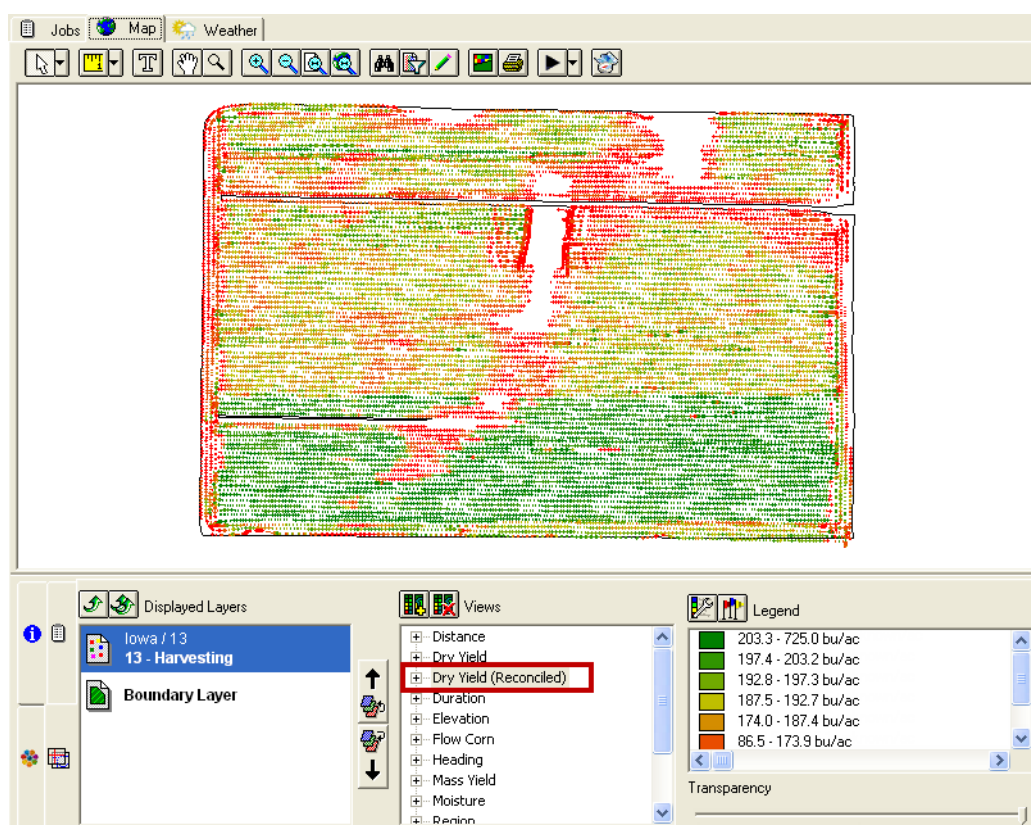 Jobs Map Weather
T
Displayed Layers
Iowa / 13
13 - Harvesting
Boundary Layer
Views
Distance
Dry Yield
Dry Yield (Reconciled)
Duration
Elevation
Flow Corn
Heading
Mass Yield
Moisture
Region
Legend
203.3 - 725.0 bu/ac
197.4 - 203.2 bu/ac
192.8 - 197.3 bu/ac
187.5 - 192.7 bu/ac
174.0 - 187.4 bu/ac
86.5 - 173.9 bu/ac
Transparency